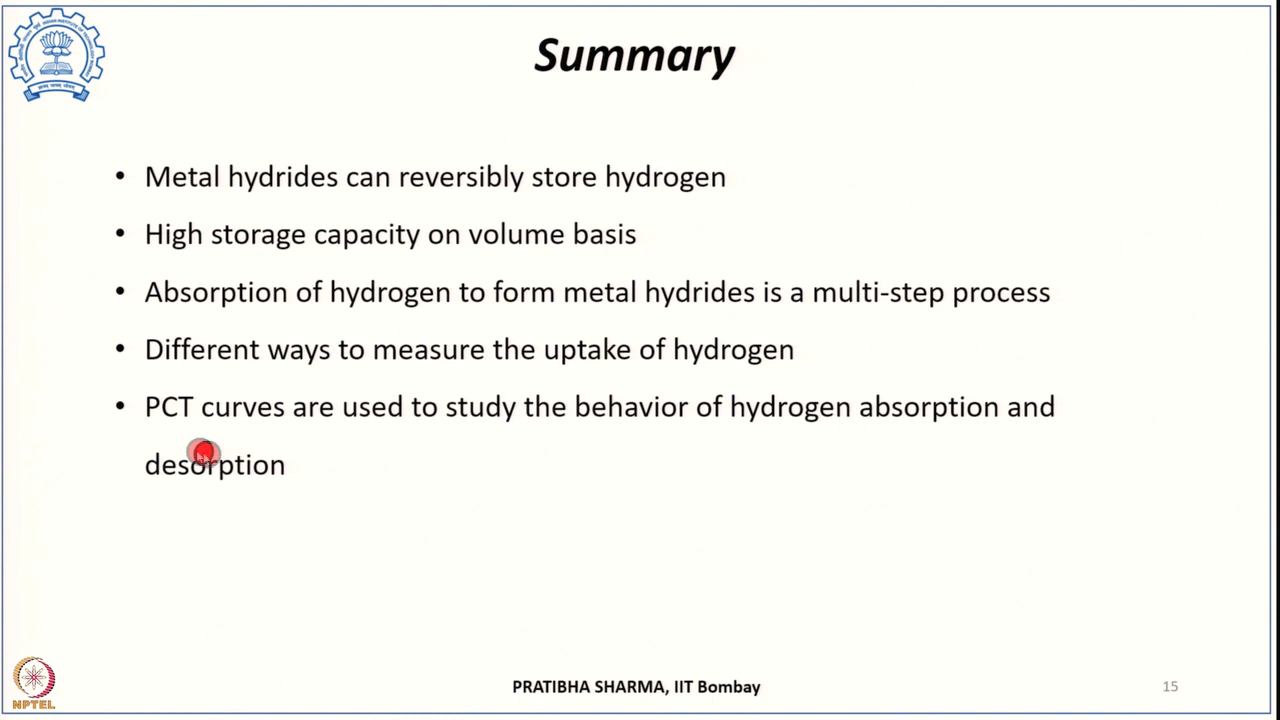 Summary
• Metal hydrides can reversibly store hydrogen
• High storage capacity on volume basis
• Absorption of hydrogen to form metal hydrides is a multi-step process
• Different ways to measure the uptake of hydrogen
• PCT curves are used to study the behavior of hydrogen absorption and
desorption
NPTEL
PRATIBHA SHARMA, IIT Bombay
15